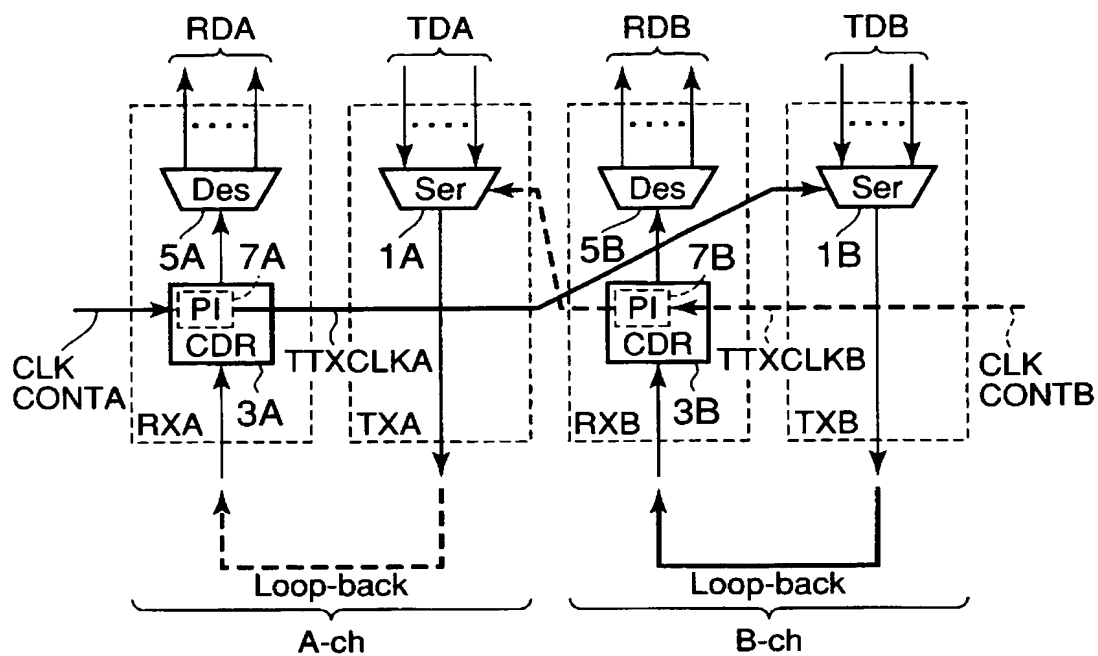 RDA TDA RDB TDB
Des Ser Des Ser
5A 7A 1A 5B 7B 1B
PI PI
CDR CDR
CLK
CONTA
TTXCLKA TTXCLKB
CLK
CONTB
3A 3B
RXA TXA RXB TXB
Loop-back Loop-back
A-ch B-ch